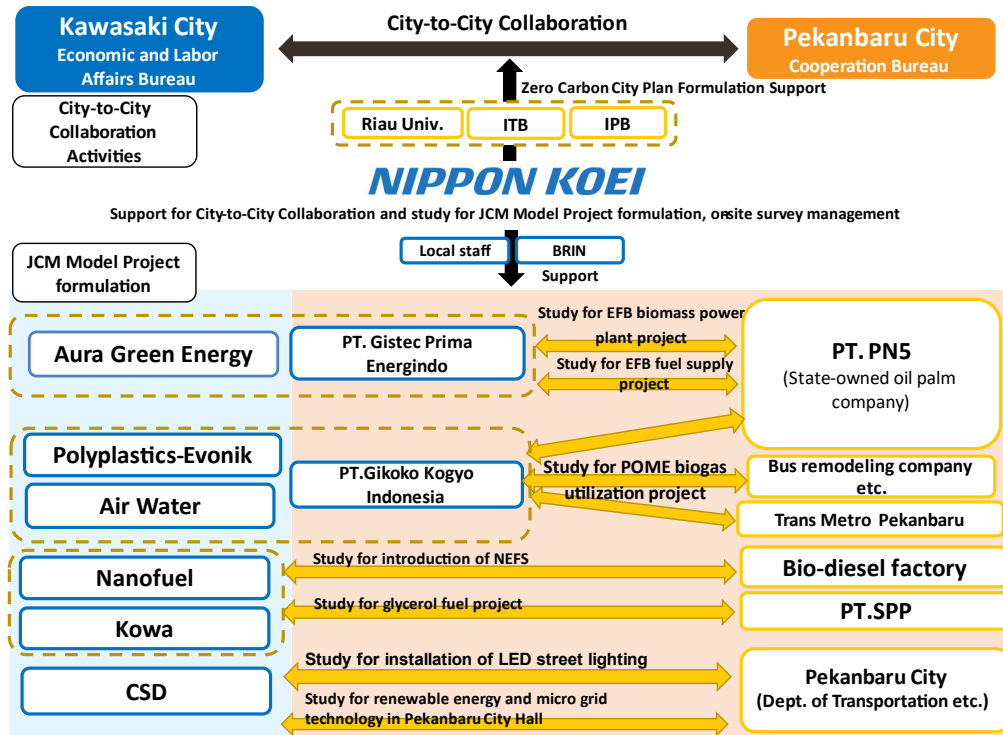 Kawasaki City
Economic and Labor
Affairs Bureau
City-to-City Collaboration
Pekanbaru City
Cooperation Bureau
Zero Carbon City Plan Formulation Support
City-to-City
Collaboration
Activities
Riau Univ.
ITB
IPB
NIPPON KOEI
Support for City-to-City Collaboration and study for JCM Model Project formulation, on-site survey management
Local staff
BRIN
Support
JCM Model Project
formulation
Aura Green Energy
PT. Gistec Prima
Energindo
Study for EFB biomass power
plant project
Study for EFB fuel supply
project
PT. PN5
(State-owned oil palm
company)
Polyplastics-Evonik
Air Water
PT.Gikoko Kogyo
Indonesia
Study for POME biogas
utilization project
Bus remodeling company
etc.
Trans Metro Pekanbaru
Nanofuel
Kowa
Study for introduction of NEFS
Bio-diesel factory
Study for glycerol fuel project
PT.SPP
CSD
Study for installation of LED street lighting
Study for renewable energy and micro grid
technology in Pekanbaru City Hall
Pekanbaru City
(Dept. of Transportation etc.)